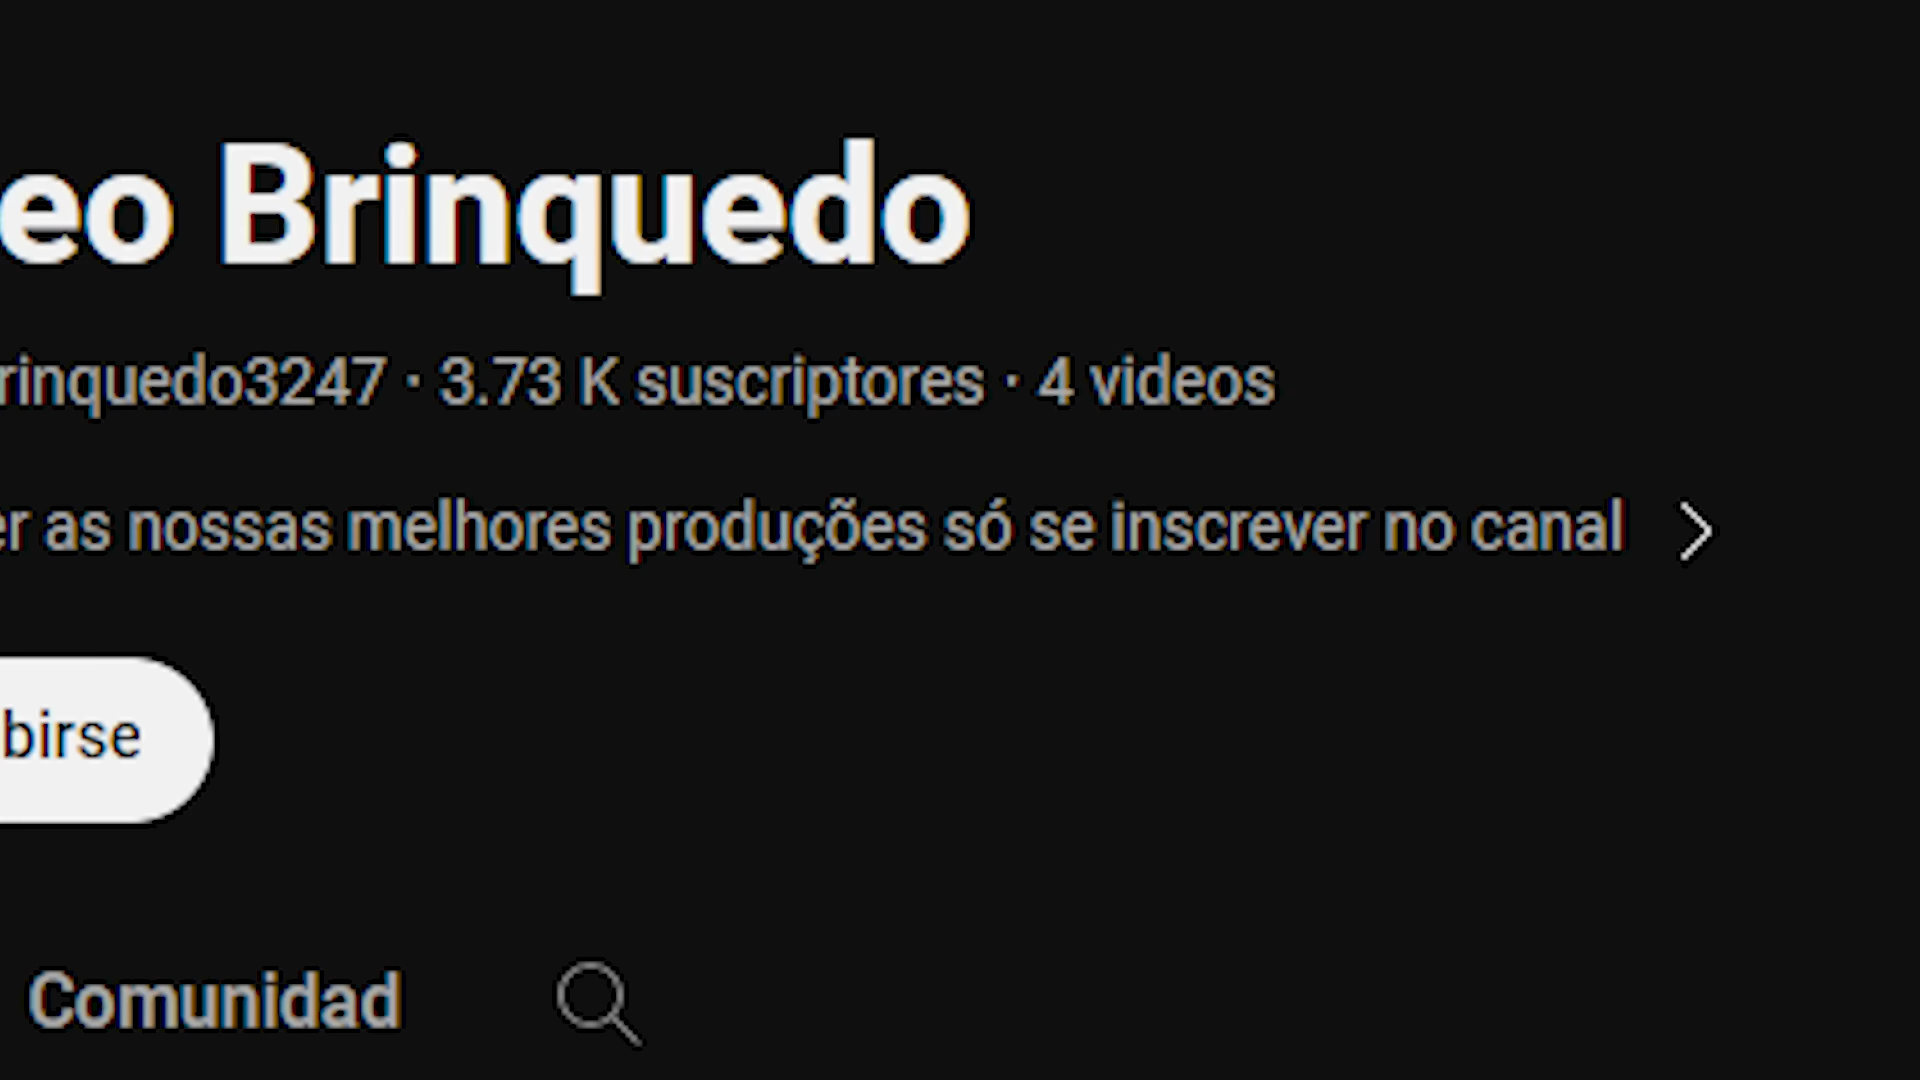 eo Brinquedo
rinquedo3247 · 3.73 K suscriptores · 4 videos
er as nossas melhores produções só se inscrever no canal
birse
Comunidad